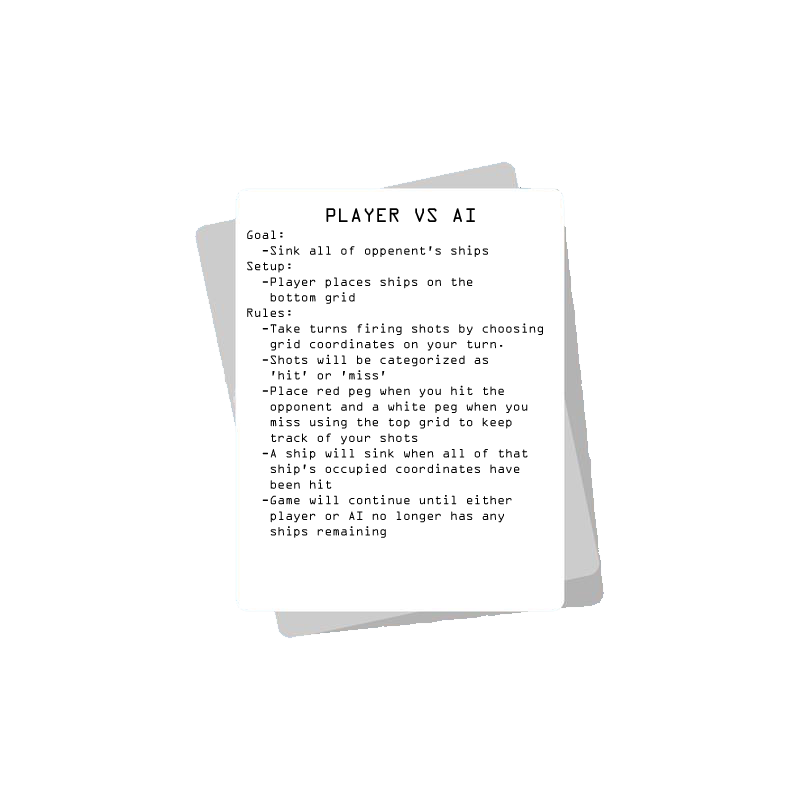 PLAYER VS AI
Goal:
-Sink all of oppenent's ships
Setup:
-Player places ships on the
bottom grid
Rules:
-Take turns firing shots by choosing
grid coordinates on your turn.
-Shots will be categorized as
'hit' or 'miss'
-Place red peg when you hit the
opponent and a white peg when you
miss using the top grid to keep
track of your shots
-A ship will sink when all of that
ship's occupied coordinates have
been hit
-Game will continue until either
player or AI no longer has any
ships remaining